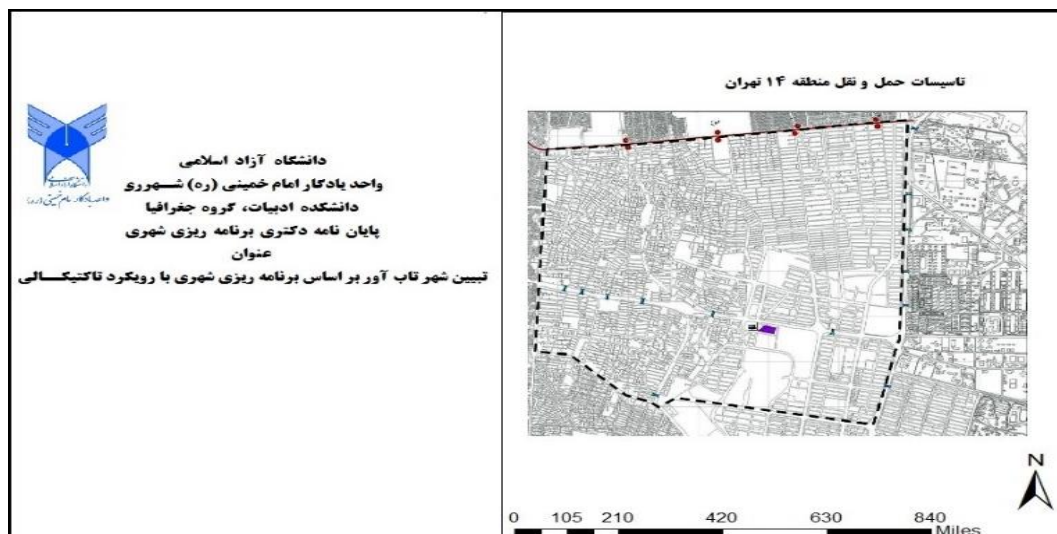 تاسیسات حمل و نقل منطقه ۱۴ تهران
دانشگاه آزاد اسلامی
واحد یادگار امام خمینی (ره) شهرری
دانشکده ادبیات، گروه جغرافیا
پایان نامه دکتری برنامه ریزی شهری
عنوان
تبیین شهر تاب آور بر اساس برنامه ریزی شهری با رویکرد تاکتیکالی
N
0 105 210 420 630 840
Miles